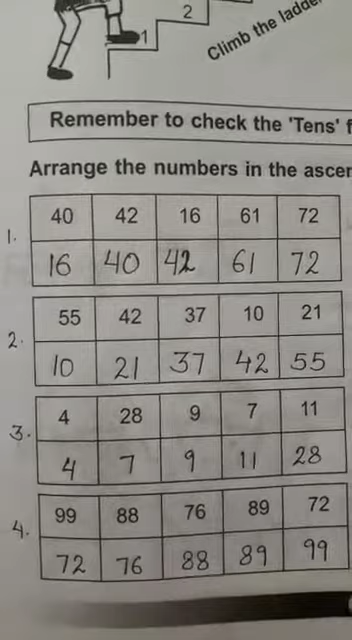 2
1
Climb the ladde
Remember to check the 'Tens' f
Arrange the numbers in the ascer
1. 40 42 16 61 72
16 40 42 61 72
2. 55 42 37 10 21
10 21 37 42 55
3. 4 28 9 7 11
4 7 9 11 28
4. 99 88 76 89 72
72 76 88 89 99